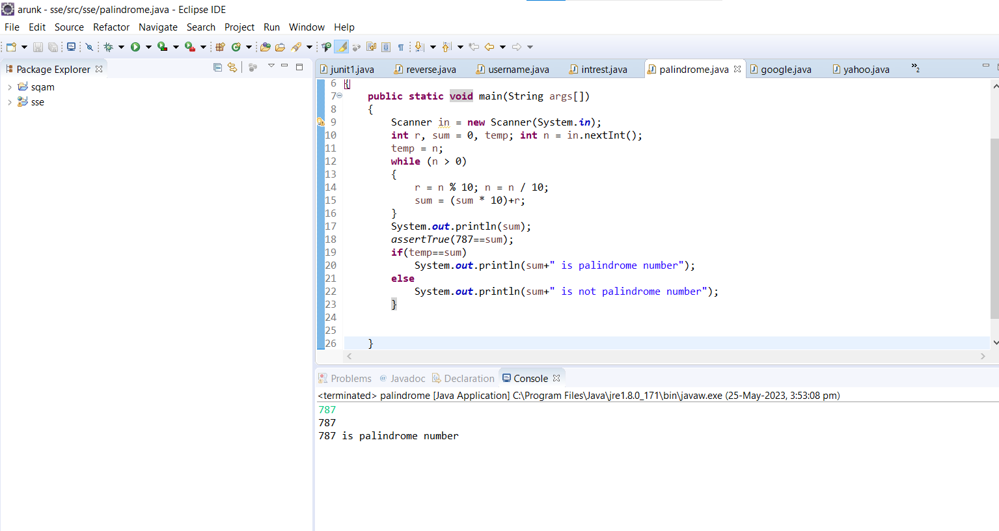 arunk - sse/src/sse/palindrome.java - Eclipse IDE
File Edit Source Refactor Navigate Search Project Run Window Help
Package Explorer
sqam
sse
junit1.java reverse.java username.java intrest.java palindrome.java google.java yahoo.java »2
6 {
7 public static void main(String args[])
8 {
9 Scanner in = new Scanner(System.in);
10 int r, sum = 0, temp; int n = in.nextInt();
11 temp = n;
12 while (n > 0)
13 {
14 r = n % 10; n = n / 10;
15 sum = (sum * 10)+r;
16 }
17 System.out.println(sum);
18 assertTrue(787==sum);
19 if(temp==sum)
20 System.out.println(sum+" is palindrome number");
21 else
22 System.out.println(sum+" is not palindrome number");
23 }
24
25
26 }
Problems @ Javadoc Declaration Console
<terminated> palindrome [Java Application] C:\Program Files\Java\jre1.8.0_171\bin\javaw.exe (25-May-2023, 3:53:08 pm)
787
787
787 is palindrome number